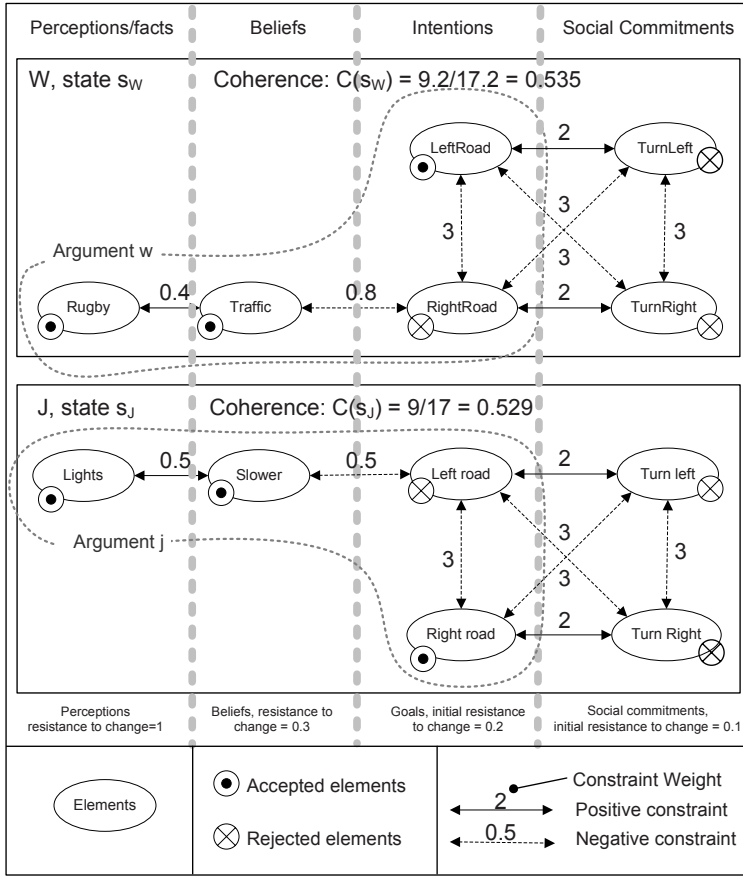 Perceptions/facts
Beliefs
Intentions
Social Commitments
W, state sW
Coherence: C(sW) = 9.2/17.2 = 0.535
LeftRoad
2
TurnLeft
3
3
3
3
Argument w
Rugby
0.4
Traffic
0.8
RightRoad
2
TurnRight
J, state sJ
Coherence: C(sJ) = 9/17 = 0.529
Lights
0.5
Slower
0.5
Left road
2
Turn left
Argument j
3
3
3
3
Right road
2
Turn Right
Perceptions
resistance to change=1
Beliefs, resistance to
change = 0.3
Goals, initial resistance
to change = 0.2
Social commitments,
initial resistance to change = 0.1
Elements
Accepted elements
Rejected elements
Constraint Weight
2
Positive constraint
0.5
Negative constraint